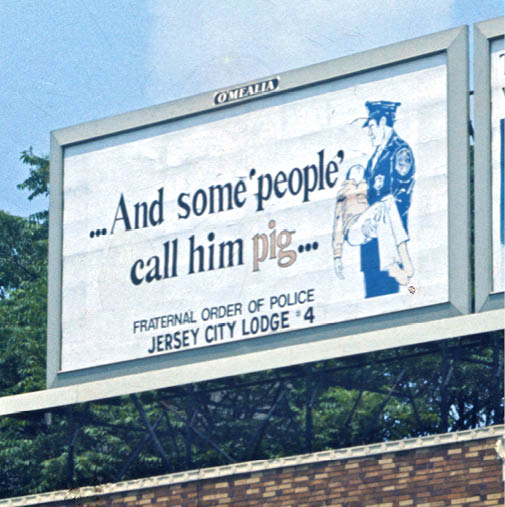 O'MEALIA
...And some 'people'
call him pig...
FRATERNAL ORDER OF POLICE
JERSEY CITY LODGE #4